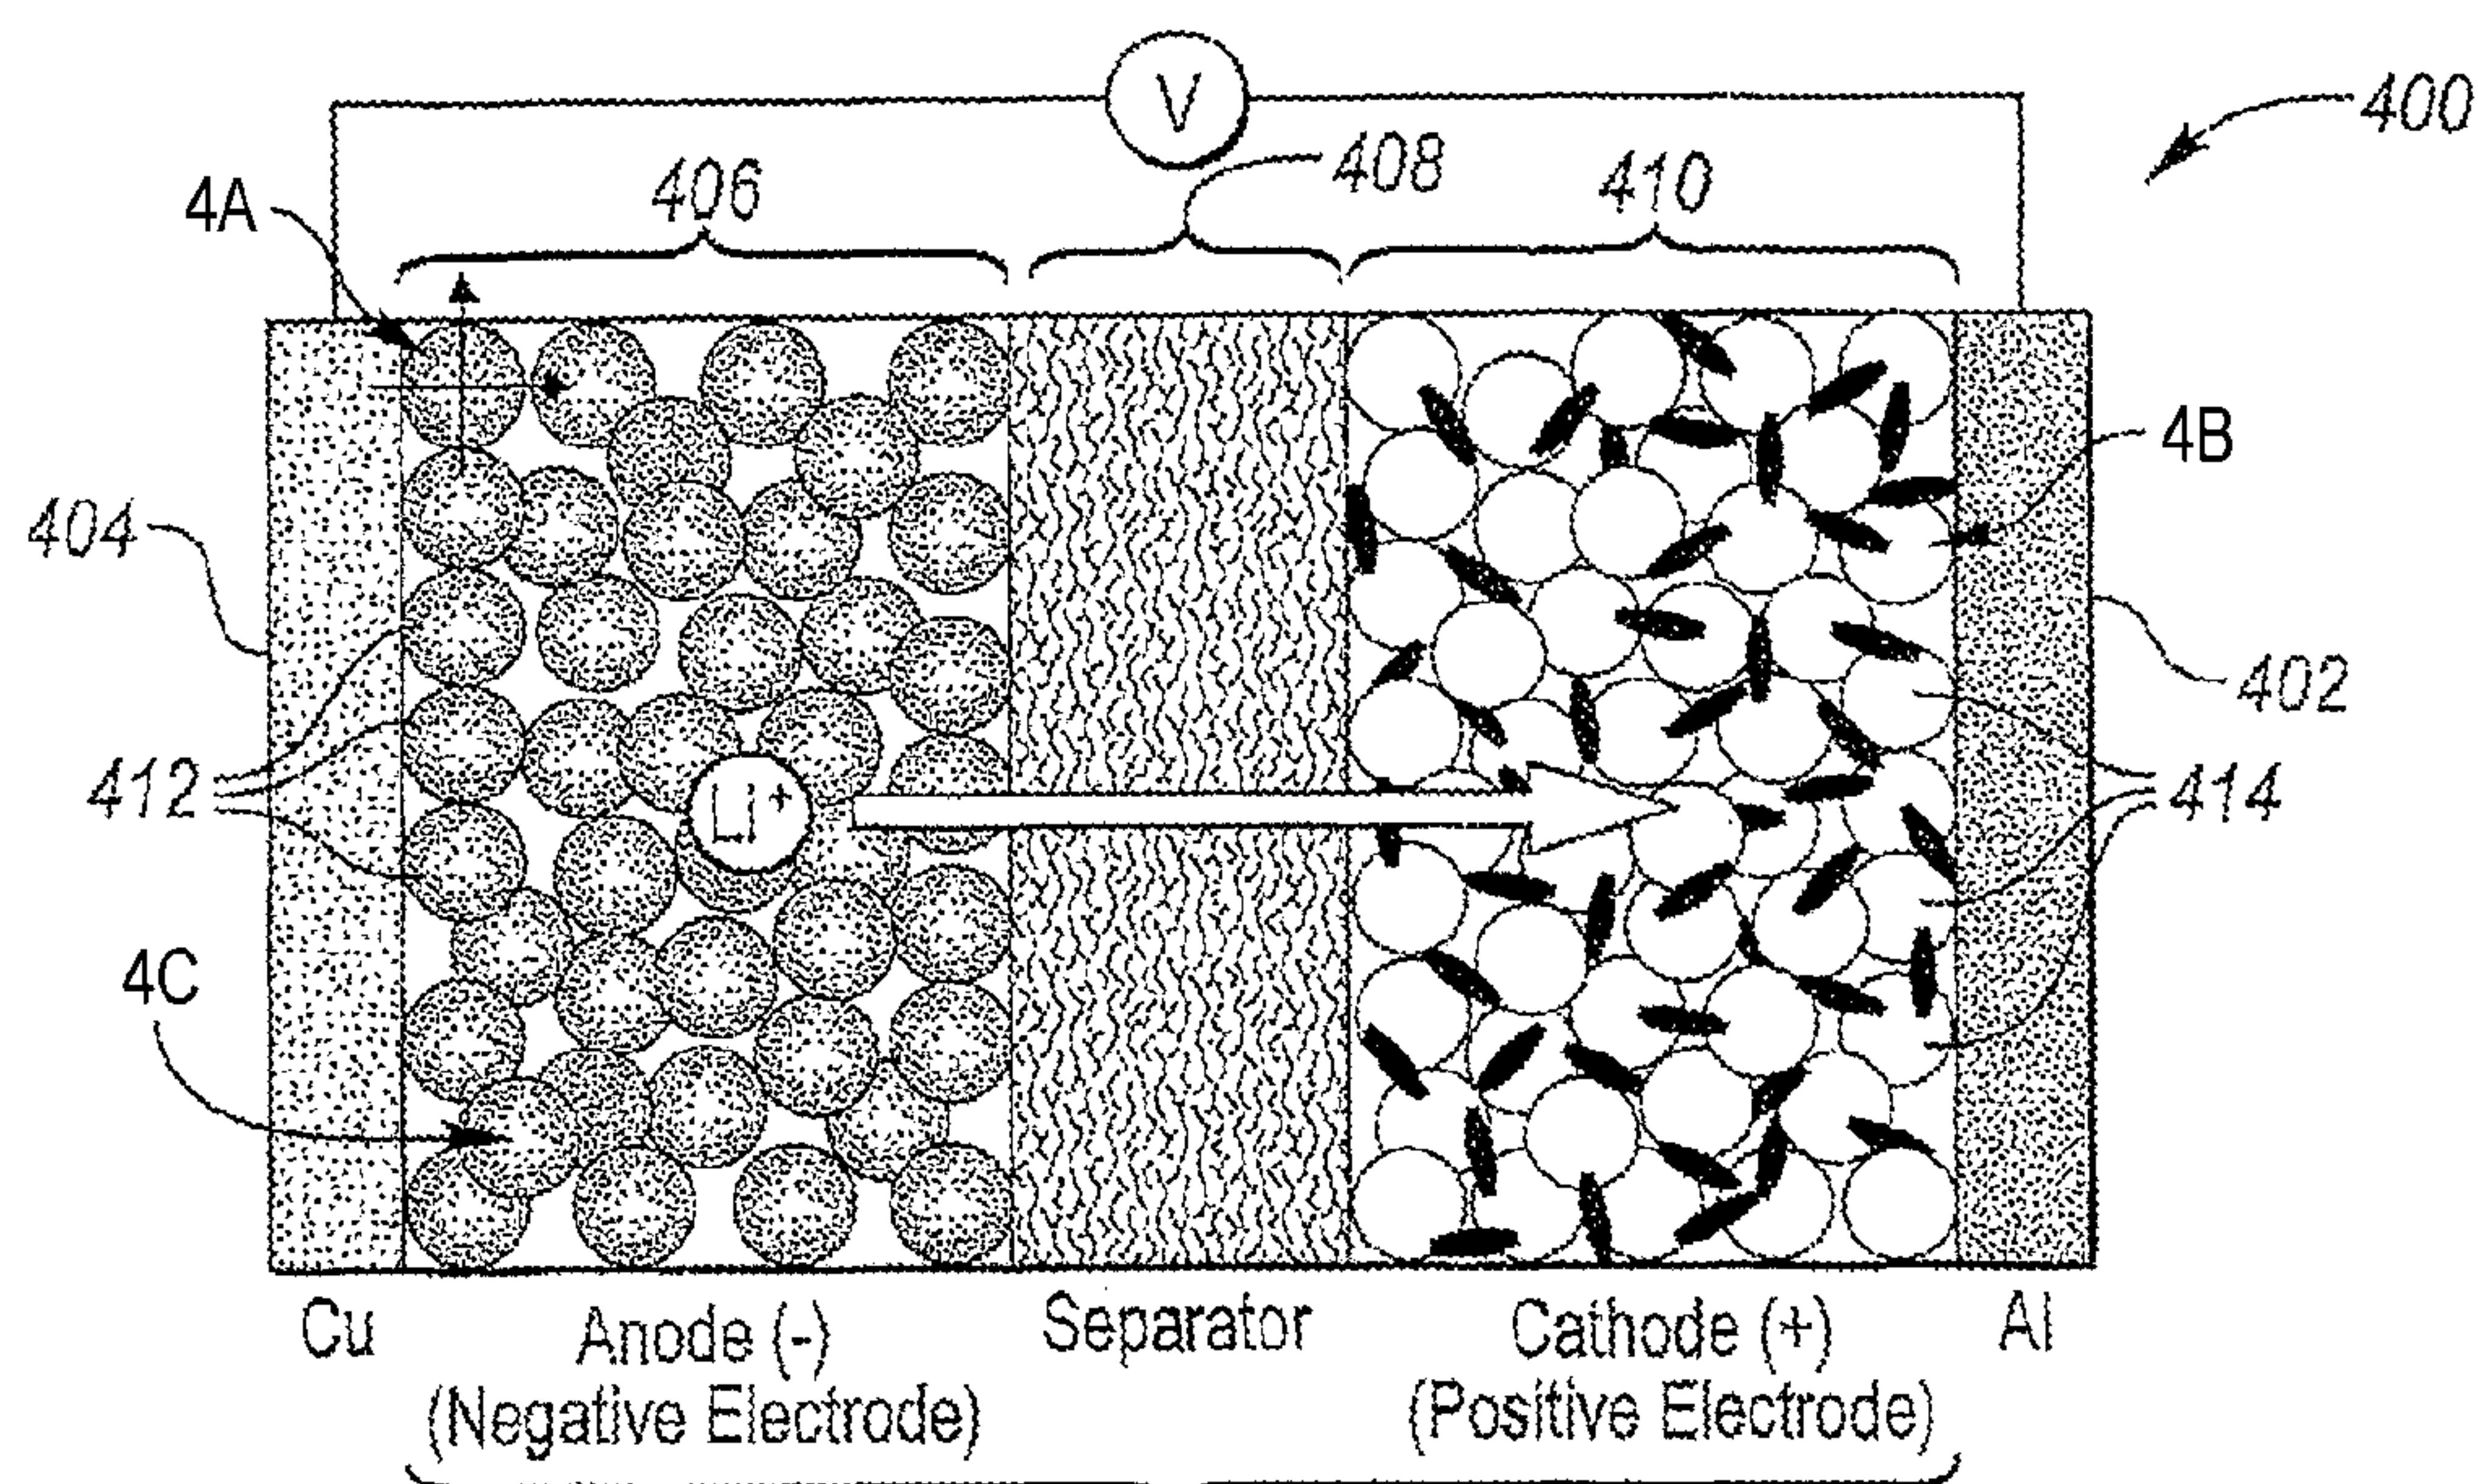 V
400
406
408
410
4A
4B
404
402
412
414
Li+
4C
Cu
Anode (-)
(Negative Electrode)
Separator
Cathode (+)
(Positive Electrode)
Al